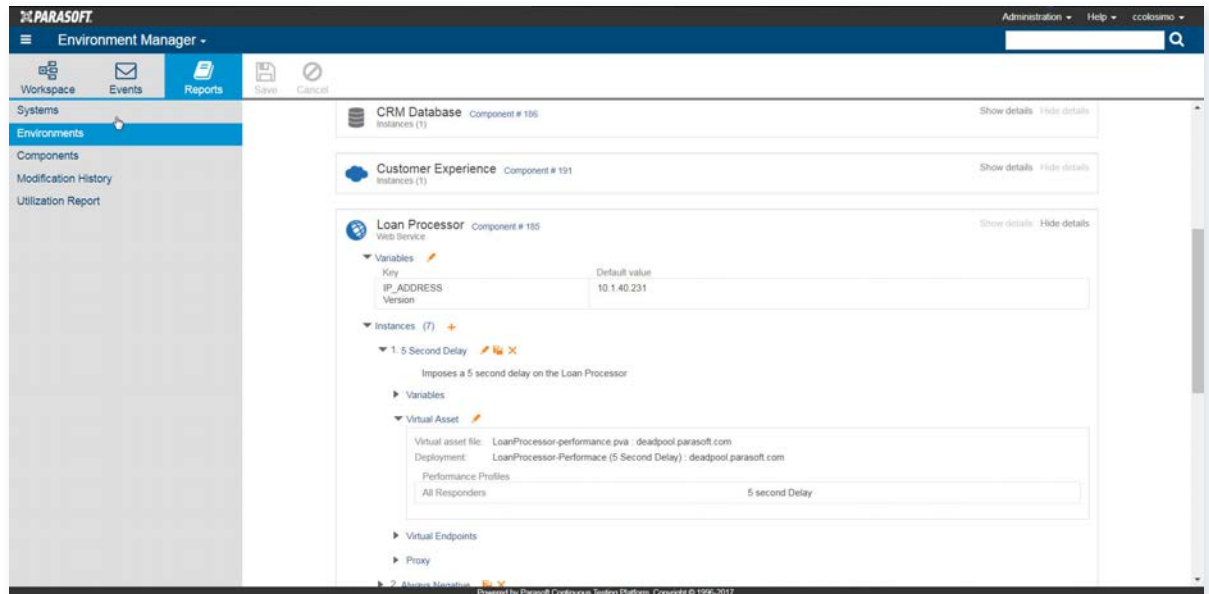 PARASOFT.
Administration Help ccolosimo
Environment Manager
Workspace Events Reports Save Cancel
Systems
Environments
Components
Modification History
Utilization Report
CRM Database Component # 186 Show details Hide details
Instances (1)
Customer Experience Component # 191 Show details Hide details
Instances (1)
Loan Processor Component # 185 Show details Hide details
Web Service
Variables
Key Default value
IP_ADDRESS 10.1.40.231
Version
Instances (7)
1. 5 Second Delay
Imposes a 5 second delay on the Loan Processor
Variables
Virtual Asset
Virtual asset file: LoanProcessor-performance.pva : deadpool.parasoft.com
Deployment: LoanProcessor-Performace (5 Second Delay) : deadpool.parasoft.com
Performance Profiles
All Responders 5 second Delay
Virtual Endpoints
Proxy
2. Always Negative
Powered by Parasoft Continuous Testing Platform. Copyright © 1996-2017